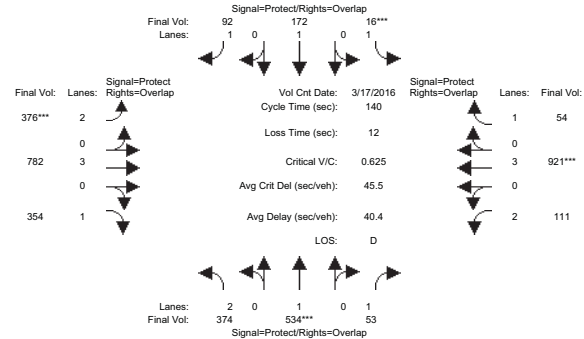 Signal=Protect/Rights=Overlap
Final Vol: 92 172 16***
Lanes: 1 0 1 0 1
Signal=Protect
Final Vol: Lanes: Rights=Overlap
Vol Cnt Date: 3/17/2016
Signal=Protect
Rights=Overlap Lanes: Final Vol:
Cycle Time (sec): 140
376*** 2
1 54
Loss Time (sec): 12
0
0
782 3
Critical V/C: 0.625
3 921***
0
Avg Crit Del (sec/veh): 45.5
0
354 1
Avg Delay (sec/veh): 40.4
2 111
LOS: D
Lanes: 2 0 1 0 1
Final Vol: 374 534*** 53
Signal=Protect/Rights=Overlap